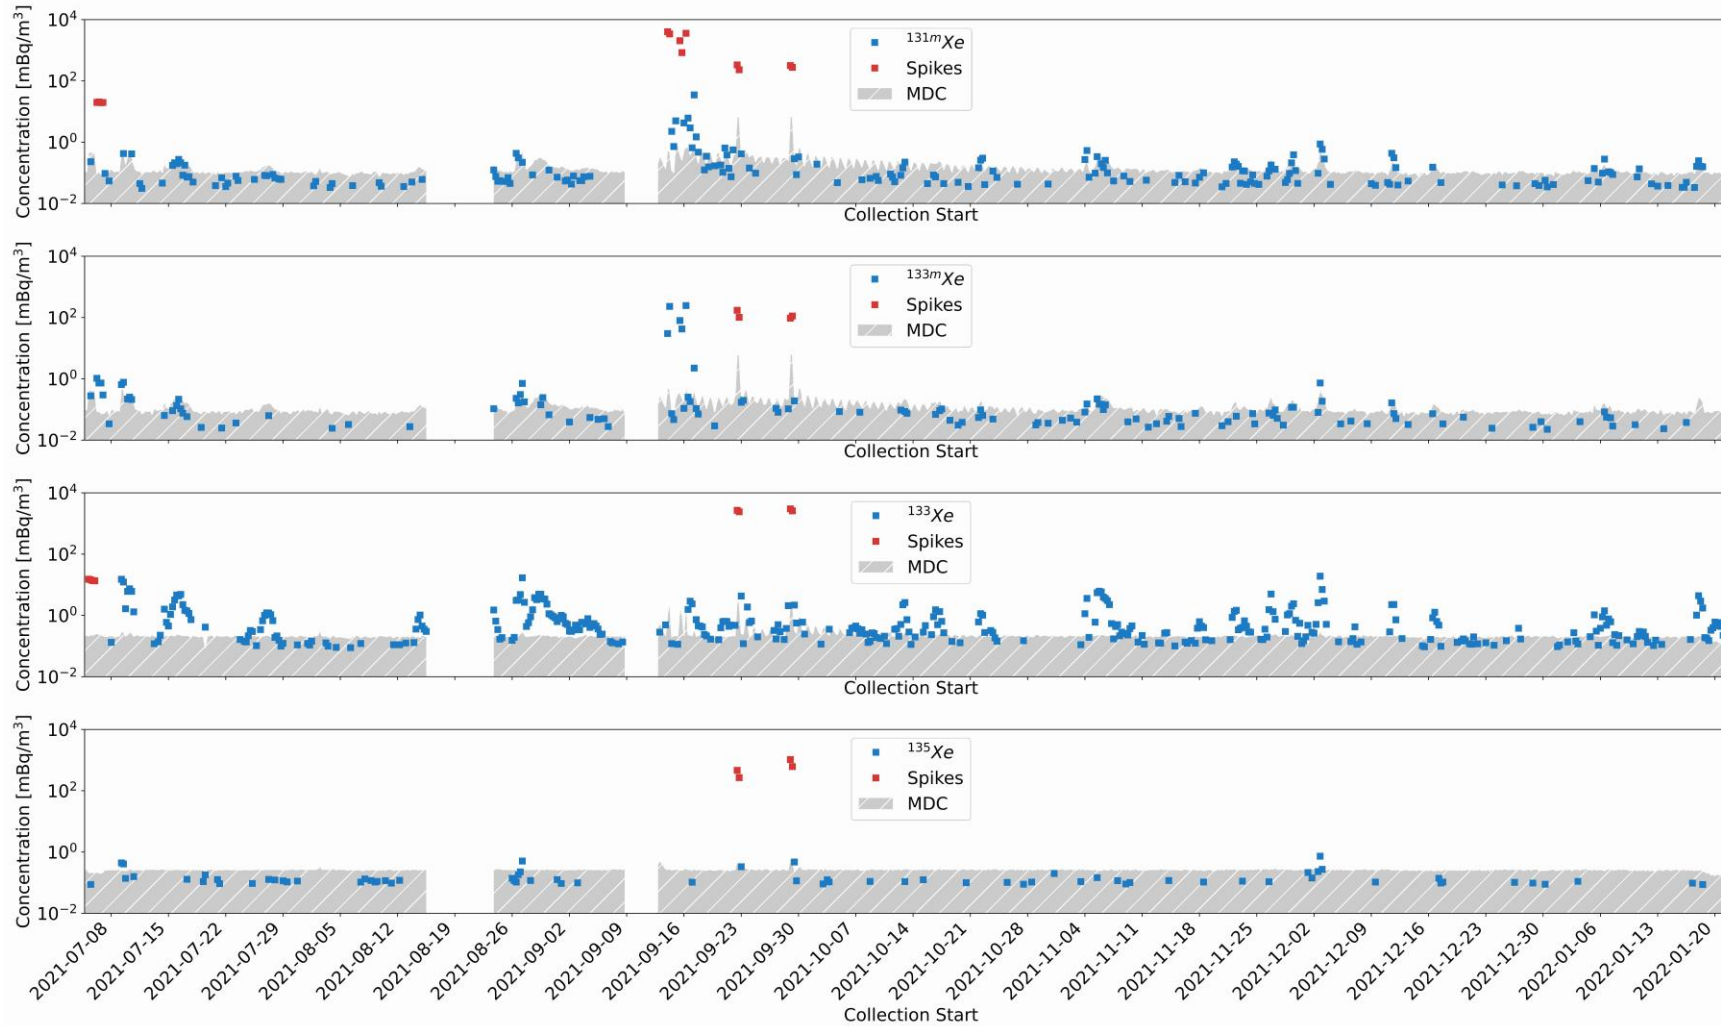 Concentration [mBq/m³]
10⁴
10²
10⁰
10⁻²
¹³¹ᵐXe
Spikes
MDC
Collection Start
Concentration [mBq/m³]
10⁴
10²
10⁰
10⁻²
¹³³ᵐXe
Spikes
MDC
Collection Start
Concentration [mBq/m³]
10⁴
10²
10⁰
10⁻²
¹³³Xe
Spikes
MDC
Collection Start
Concentration [mBq/m³]
10⁴
10²
10⁰
10⁻²
¹³⁵Xe
Spikes
MDC
2021-07-08
2021-07-15
2021-07-22
2021-07-29
2021-08-05
2021-08-12
2021-08-19
2021-08-26
2021-09-02
2021-09-09
2021-09-16
2021-09-23
2021-09-30
2021-10-07
2021-10-14
2021-10-21
2021-10-28
2021-11-04
2021-11-11
2021-11-18
2021-11-25
2021-12-02
2021-12-09
2021-12-16
2021-12-23
2021-12-30
2022-01-06
2022-01-13
2022-01-20
Collection Start